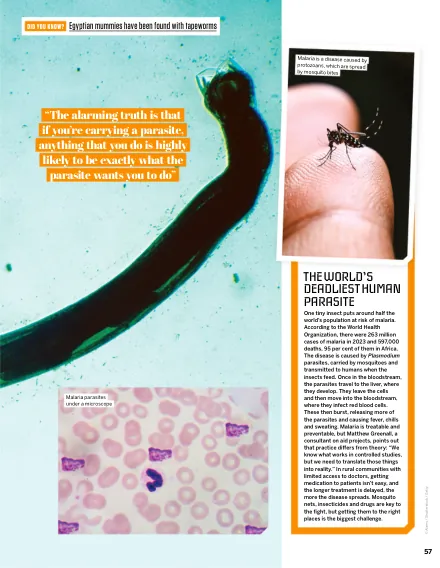 DID YOU KNOW? Egyptian mummies have been found with tapeworms
“The alarming truth is that
if you're carrying a parasite,
anything that you do is highly
likely to be exactly what the
parasite wants you to do”
Malaria is a disease caused by
protozoans, which are spread
by mosquito bites
THE WORLD'S
DEADLIEST HUMAN
PARASITE
One tiny insect puts around half the
world's population at risk of malaria.
According to the World Health
Organization, there were 263 million
cases of malaria in 2023 and 597,000
deaths, 95 per cent of them in Africa.
The disease is caused by Plasmodium
parasites, carried by mosquitoes and
transmitted to humans when the
insects feed. Once in the bloodstream,
the parasites travel to the liver, where
they develop. They leave the cells
and then move into the bloodstream,
where they infect red blood cells.
These then burst, releasing more of
the parasites and causing fever, chills
and sweating. Malaria is treatable and
preventable, but Matthew Greenall, a
consultant on aid projects, points out
that practice differs from theory: “We
know what works in controlled studies,
but we need to translate those things
into reality.” In rural communities with
limited access to doctors, getting
medication to patients isn't easy, and
the longer treatment is delayed, the
more the disease spreads. Mosquito
nets, insecticides and drugs are key to
the fight, but getting them to the right
places is the biggest challenge.
Malaria parasites
under a microscope
57